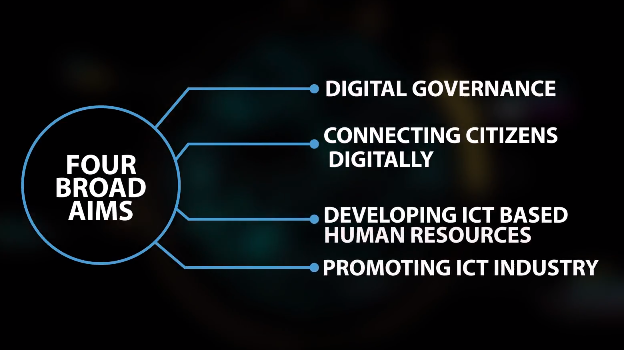 FOUR
BROAD
AIMS
DIGITAL GOVERNANCE
CONNECTING CITIZENS
DIGITALLY
DEVELOPING ICT BASED
HUMAN RESOURCES
PROMOTING ICT INDUSTRY